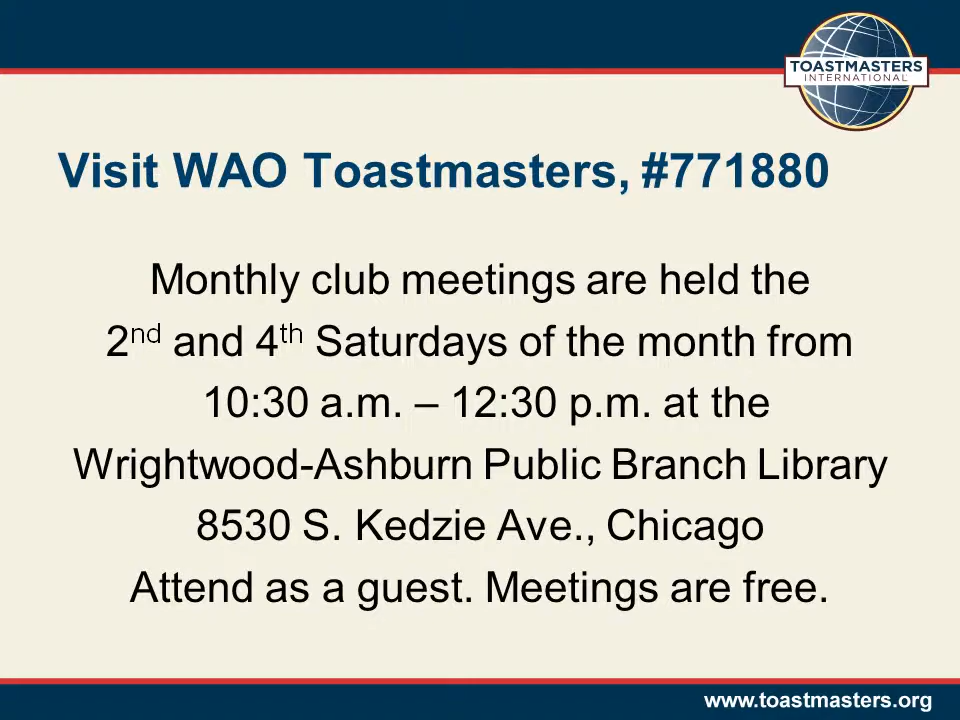 TOASTMASTERS
INTERNATIONAL
Visit WAO Toastmasters, #771880
Monthly club meetings are held the
2nd and 4th Saturdays of the month from
10:30 a.m. – 12:30 p.m. at the
Wrightwood-Ashburn Public Branch Library
8530 S. Kedzie Ave., Chicago
Attend as a guest. Meetings are free.
www.toastmasters.org